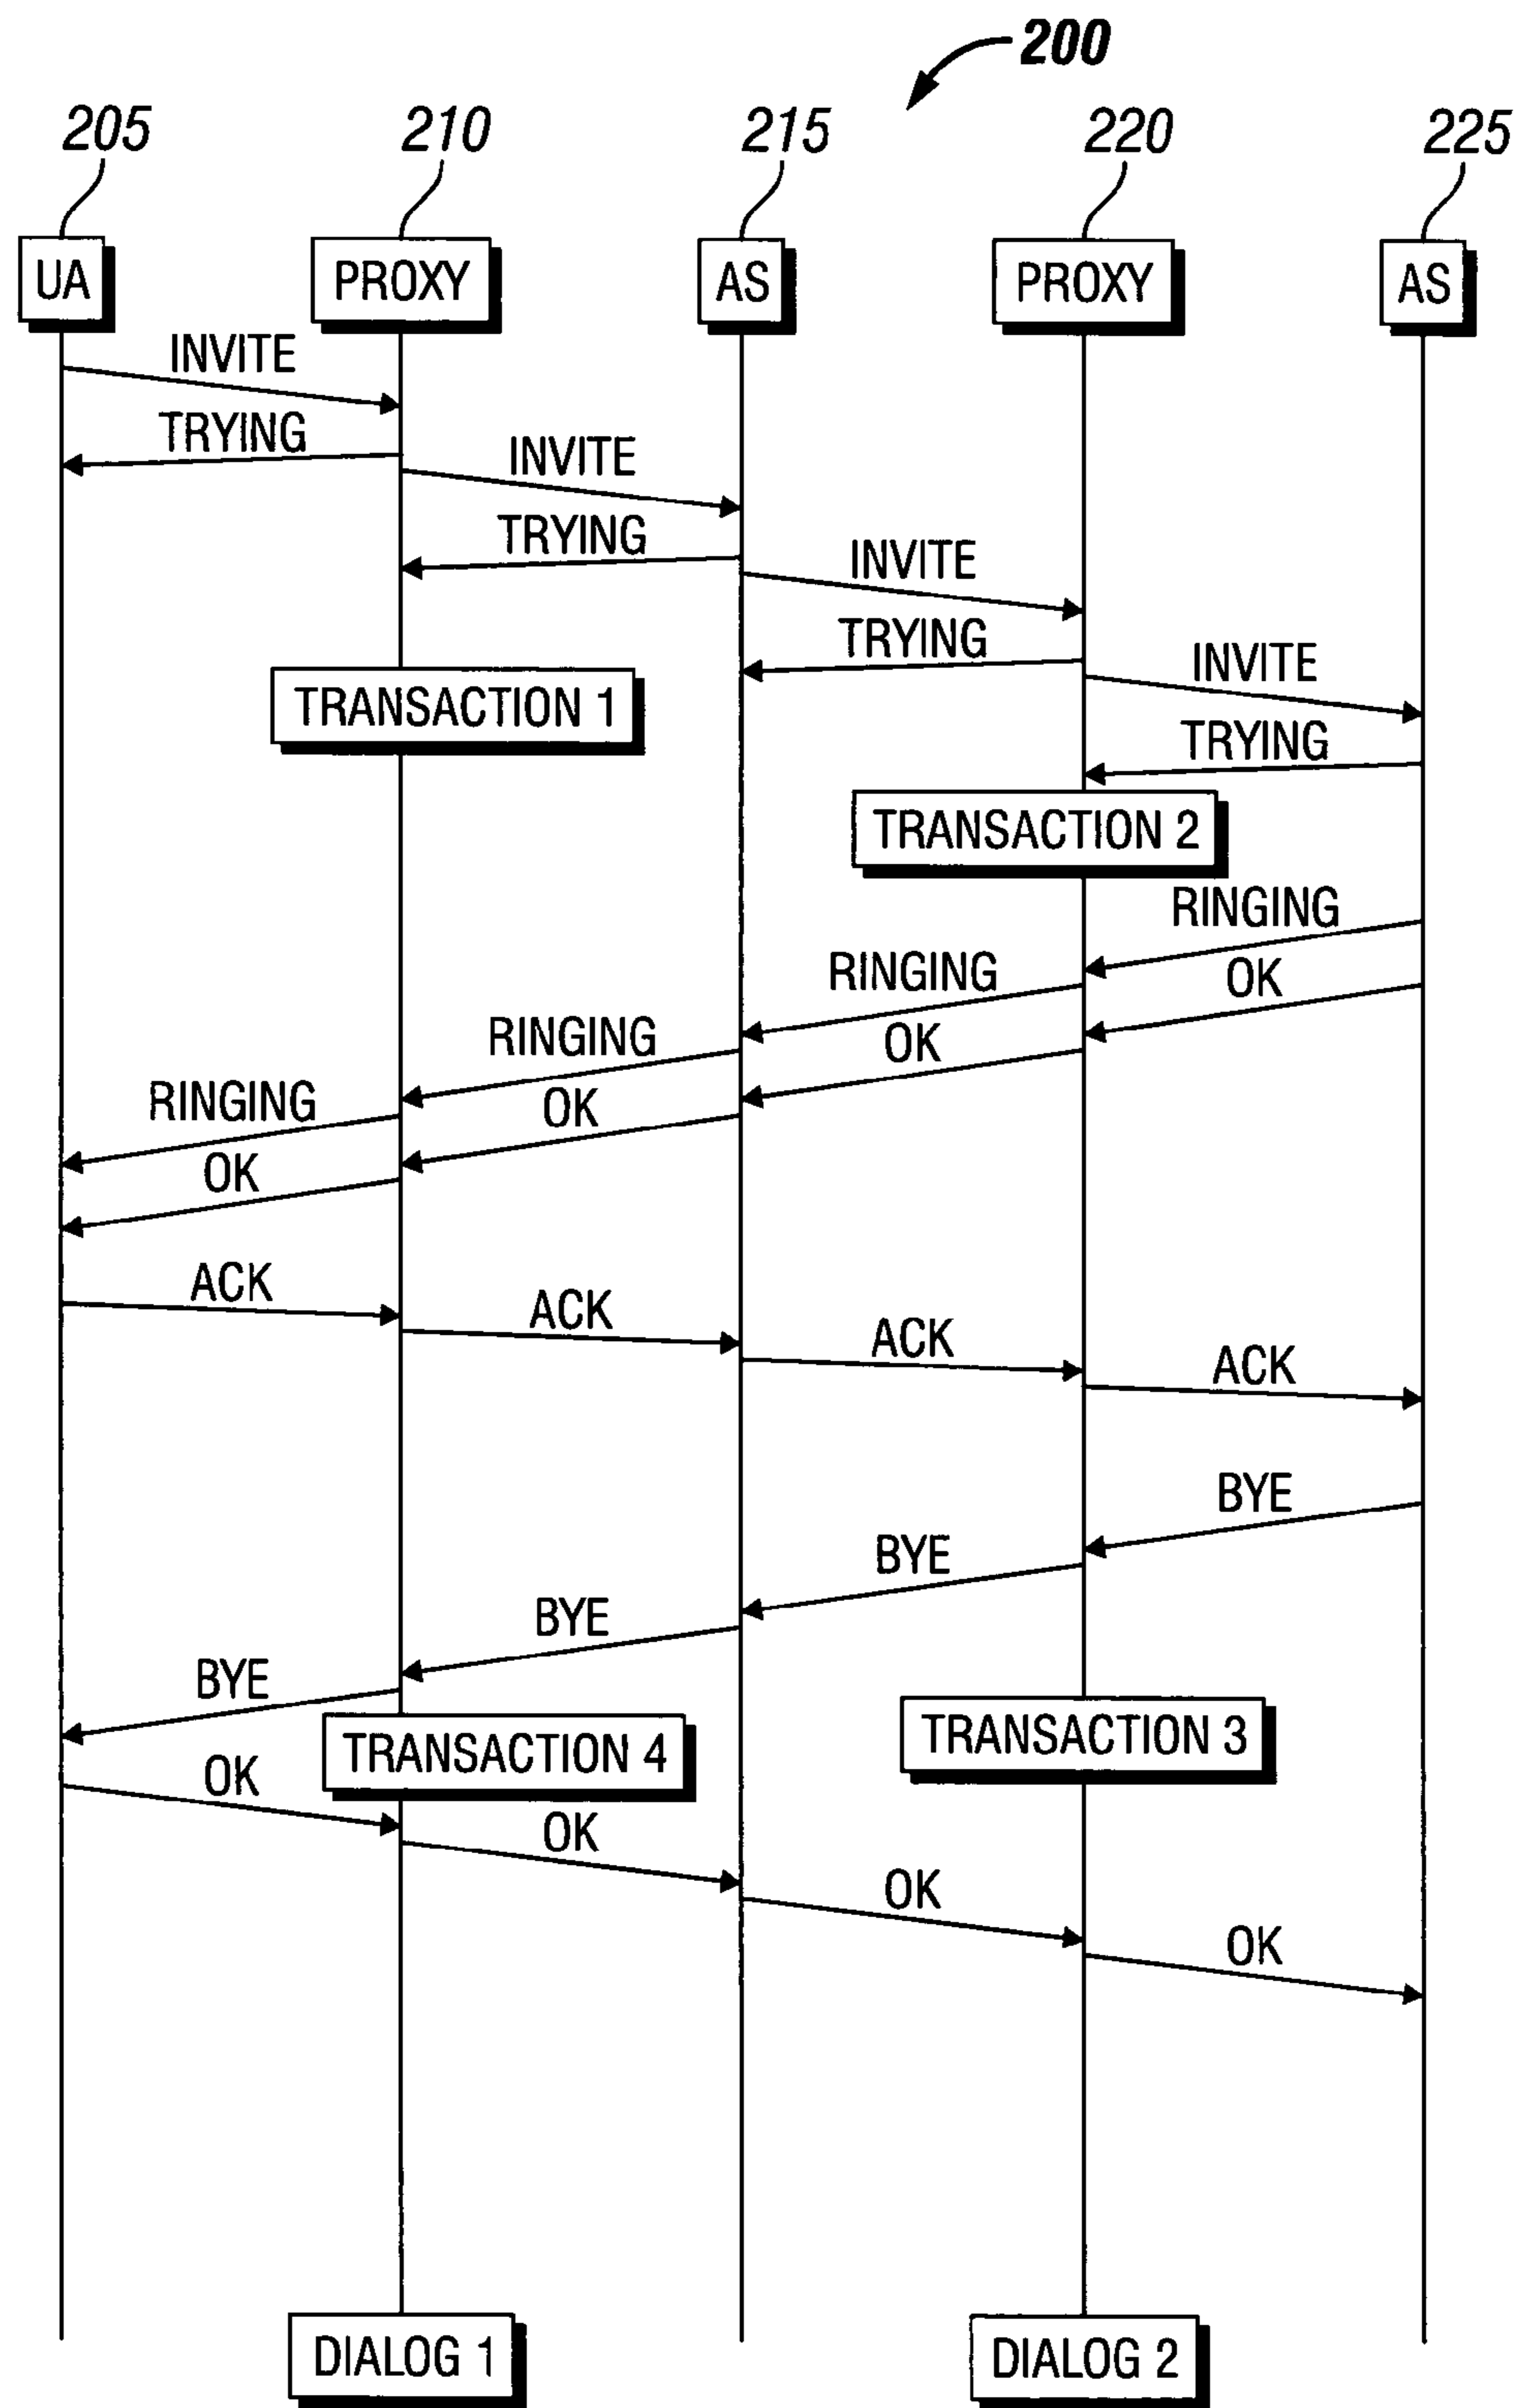 200
205 210 215 220 225
UA PROXY AS PROXY AS
INVITE
TRYING
INVITE
TRYING
INVITE
TRYING
INVITE
TRANSACTION 1
TRYING
TRANSACTION 2
RINGING
RINGING
OK
RINGING
OK
RINGING
OK
OK
ACK
ACK
ACK
ACK
BYE
BYE
BYE
BYE
TRANSACTION 3
TRANSACTION 4
OK
OK
OK
OK
DIALOG 1
DIALOG 2